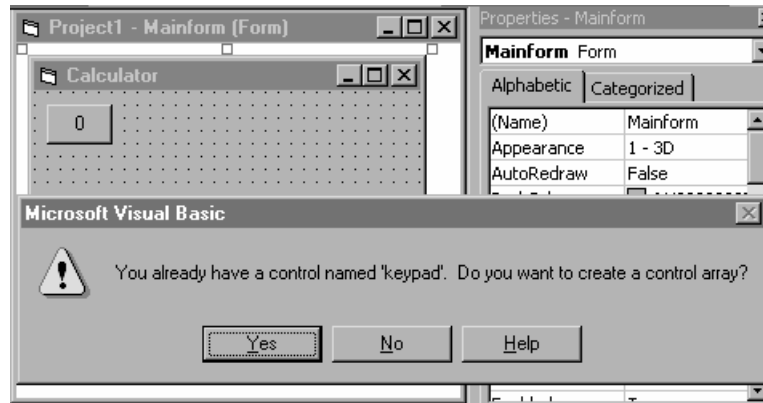 Project1 - Mainform (Form)
Calculator
0
Properties - Mainform
Mainform Form
Alphabetic Categorized
(Name) Mainform
Appearance 1 - 3D
AutoRedraw False
Microsoft Visual Basic
You already have a control named 'keypad'. Do you want to create a control array?
Yes No Help